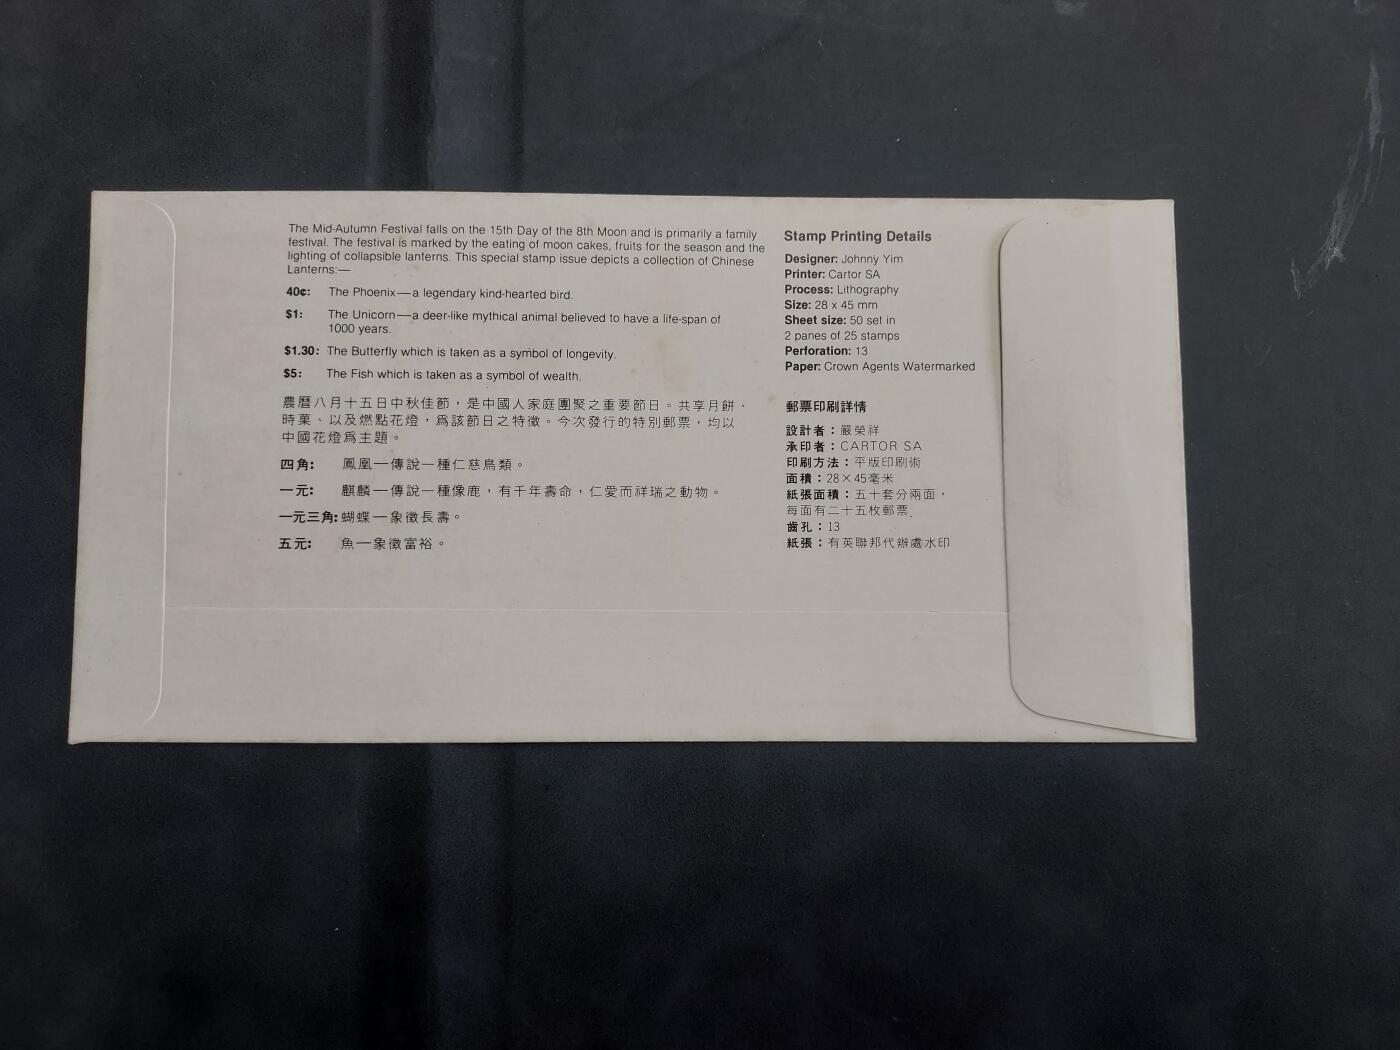 The Mid-Autumn Festival falls on the 15th Day of the 8th Moon and is primarily a family
festival. The festival is marked by the eating of moon cakes, fruits for the season and the
lighting of collapsible lanterns. This special stamp issue depicts a collection of Chinese
Lanterns:—
40¢: The Phoenix—a legendary kind-hearted bird.
$1: The Unicorn—a deer-like mythical animal believed to have a life-span of
1000 years.
$1.30: The Butterfly which is taken as a symbol of longevity.
$5: The Fish which is taken as a symbol of wealth.
農曆八月十五日中秋佳節，是中國人家庭團聚之重要節日。共享月餅、
時菓、以及燃點花燈，爲該節日之特徵。今次發行的特別郵票，均以
中國花燈爲主題。
四角: 鳳凰—傳說一種仁慈鳥類。
一元: 麒麟—傳說一種像鹿，有千年壽命，仁愛而祥瑞之動物。
一元三角: 蝴蝶—象徵長壽。
五元: 魚—象徵富裕。
Stamp Printing Details
Designer: Johnny Yim
Printer: Cartor SA
Process: Lithography
Size: 28 x 45 mm
Sheet size: 50 set in
2 panes of 25 stamps
Perforation: 13
Paper: Crown Agents Watermarked
郵票印刷詳情
設計者：嚴榮祥
承印者：CARTOR SA
印刷方法：平版印刷術
面積：28×45毫米
紙張面積：五十套分兩面，
每面有二十五枚郵票.
齒孔：13
紙張：有英聯邦代辦處水印